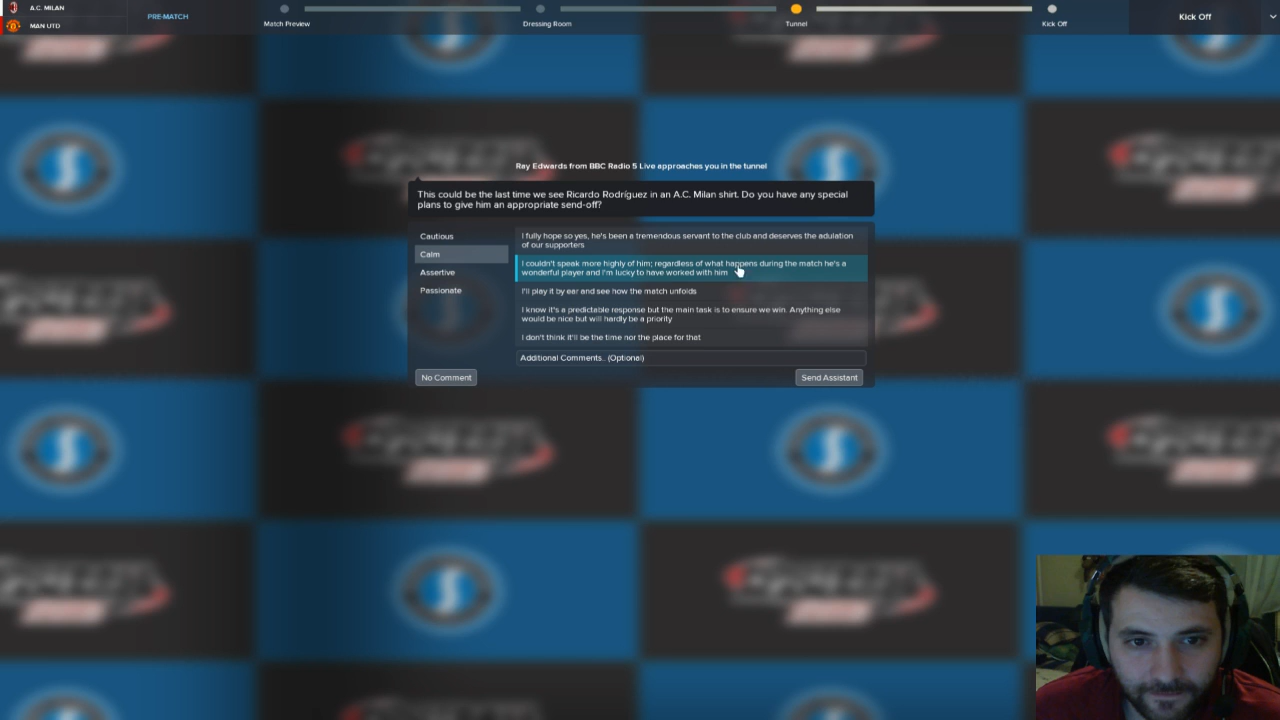 A.C. MILAN
MAN UTD
PRE-MATCH
Match Preview
Dressing Room
Tunnel
Kick Off
Kick Off
Ray Edwards from BBC Radio 5 Live approaches you in the tunnel
This could be the last time we see Ricardo Rodríguez in an A.C. Milan shirt. Do you have any special
plans to give him an appropriate send-off?
Cautious
Calm
Assertive
Passionate
I fully hope so yes, he's been a tremendous servant to the club and deserves the adulation
of our supporters
I couldn't speak more highly of him; regardless of what happens during the match he's a
wonderful player and I'm lucky to have worked with him
I'll play it by ear and see how the match unfolds
I know it's a predictable response but the main task is to ensure we win. Anything else
would be nice but will hardly be a priority
I don't think it'll be the time nor the place for that
Additional Comments.. (Optional)
No Comment
Send Assistant